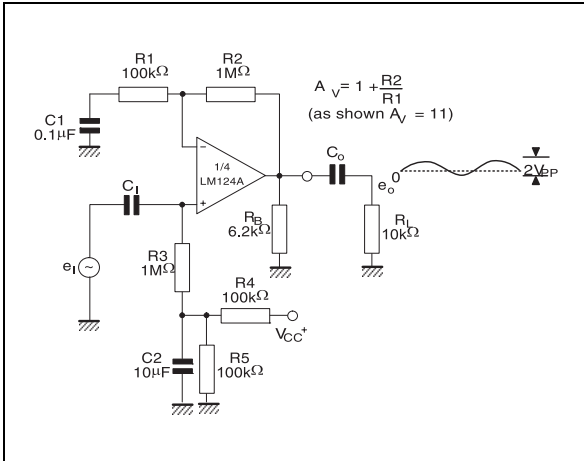 R1
100kΩ
R2
1MΩ
A V = 1 + R2
R1
(as shown A V = 11)
C1
0.1µF
1/4
LM124A
-
+
CI
Co
eo
0
2VPP
RB
6.2kΩ
RL
10kΩ
eI
~
R3
1MΩ
R4
100kΩ
VCC+
C2
10µF
R5
100kΩ